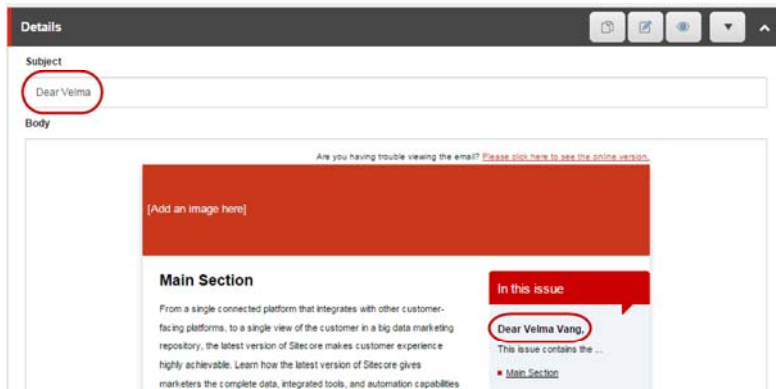 Details
Subject
Dear Velma
Body
Are you having trouble viewing the email? Please click here to see the online version.
[Add an image here]
Main Section
From a single connected platform that integrates with other customer-
facing platforms, to a single view of the customer in a big data marketing
repository, the latest version of Sitecore makes customer experience
highly achievable. Learn how the latest version of Sitecore gives
marketers the complete data, integrated tools, and automation capabilities
In this issue
Dear Velma Vang,
This issue contains the ...
Main Section